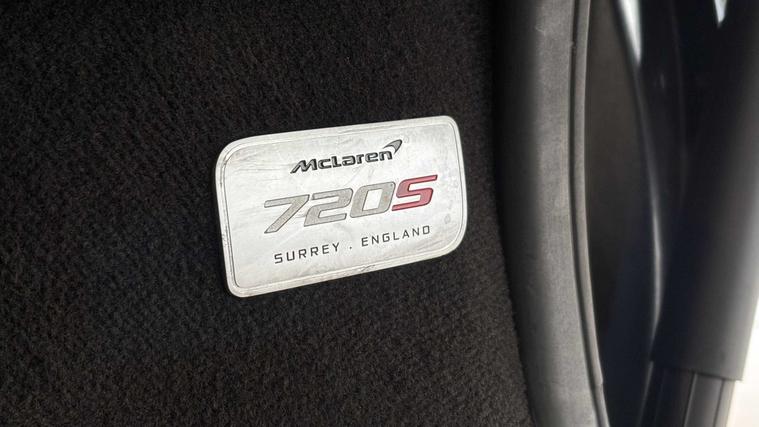 McLaren
720S
SURREY . ENGLAND